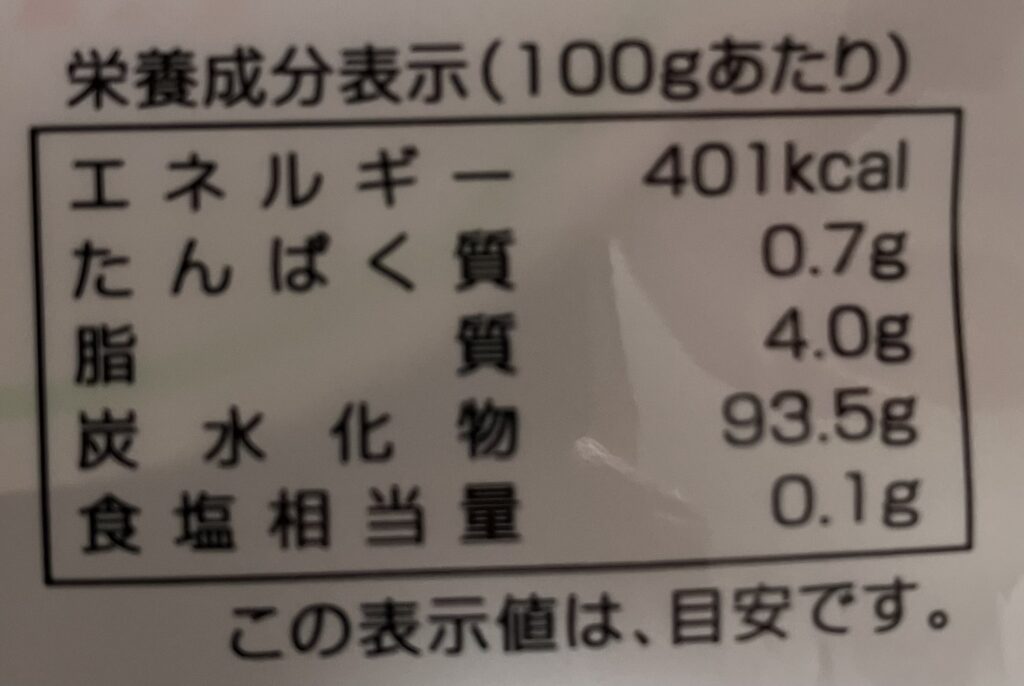 栄養成分表示(100gあたり)
エネルギー 401kcal
たんぱく質 0.7g
脂質 4.0g
炭水化物 93.5g
食塩相当量 0.1g
この表示値は、目安です。